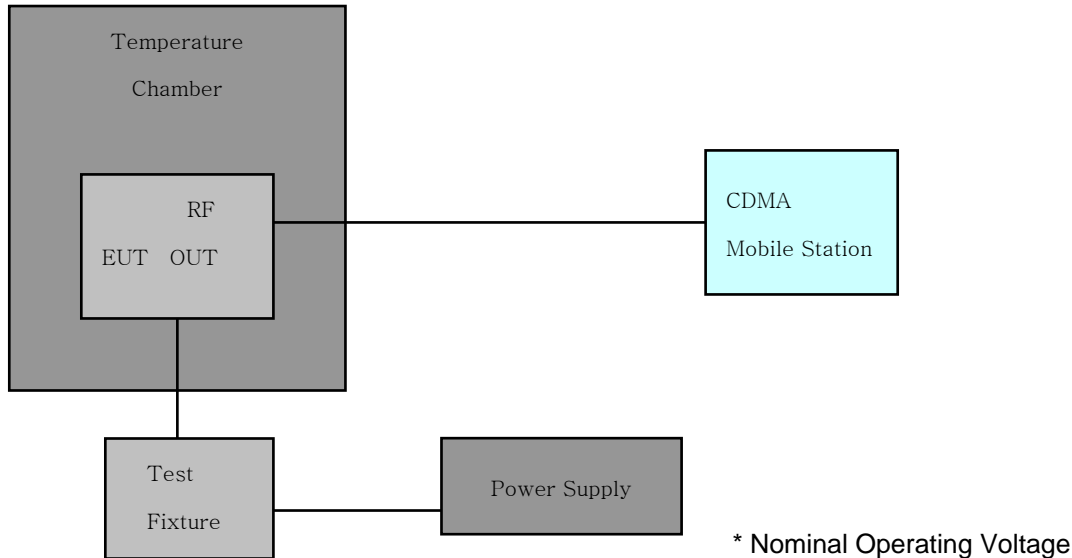 Temperature
Chamber
RF
EUT OUT
CDMA
Mobile Station
Test
Fixture
Power Supply
* Nominal Operating Voltage